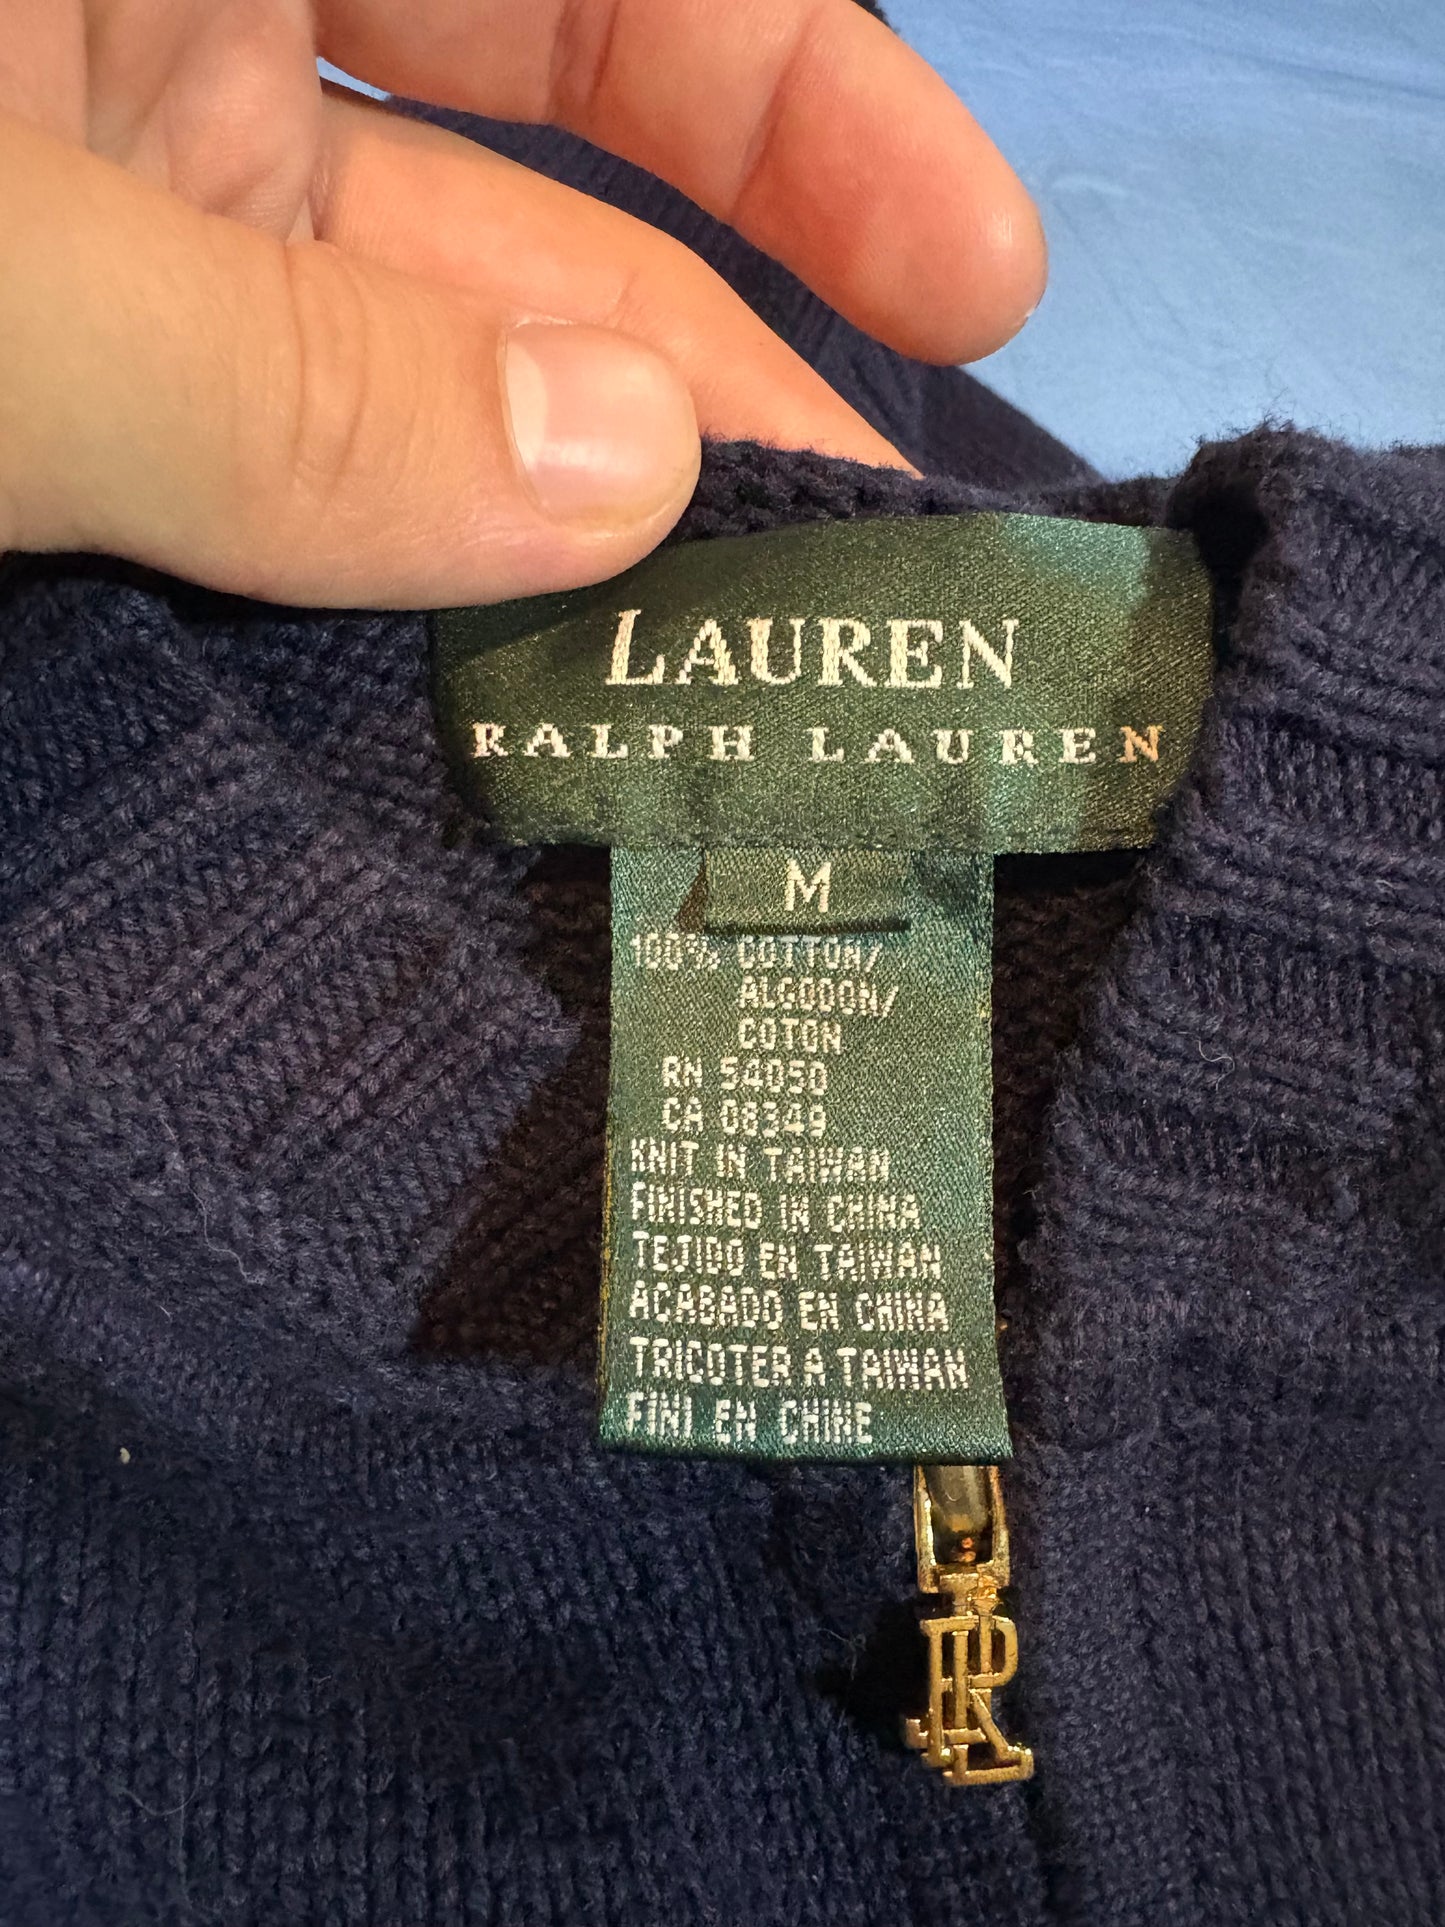 LAUREN
RALPH LAUREN
M
100% COTTON/
ALGODON/
COTON
RN 54050
CA 08349
KNIT IN TAIWAN
FINISHED IN CHINA
TEJIDO EN TAIWAN
ACABADO EN CHINA
TRICOTER A TAIWAN
FINI EN CHINE
LRL